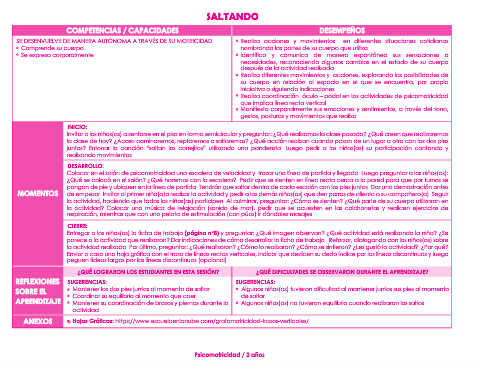 SALTANDO
COMPETENCIAS / CAPACIDADES
DESEMPEÑOS
SE DESENVUELVE DE MANERA AUTÓNOMA A TRAVÉS DE SU MOTRICIDAD
• Comprende su cuerpo
• Se expresa corporalmente
• Realiza acciones y movimientos en diferentes situaciones cotidianas
nombrando las partes de su cuerpo que utiliza
• Identifica y comunica de manera espontánea sus sensaciones o
necesidades, reconociendo algunos cambios en el estado de su cuerpo
después de la actividad realizada
• Realiza diferentes movimientos y acciones, explorando las posibilidades de
su cuerpo en relación al espacio en el que se encuentra, por propia
iniciativa o siguiendo indicaciones
• Realiza coordinación óculo – podal en las actividades de psicomotricidad
que implica línea recta vertical
• Manifiesta corporalmente sus emociones y sentimientos, a través del tono,
gestos, posturas y movimientos que realiza
MOMENTOS
INICIO:
Invitar a los niños(as) a sentarse en el piso en forma semicircular y preguntar: ¿Qué realizamos la clase pasada? ¿Qué creen que realizaremos
la clase de hoy? ¿Acaso caminaremos, reptaremos o saltaremos? ¿Qué acción realizan cuando pasan de un lugar a otro con los dos pies
juntos? Entonar la canción "saltan los conejitos" utilizando una pandereta. Luego pedir a los niños(as) su participación cantando y
realizando movimientos
DESARROLLO:
Colocar en el salón de psicomotricidad una escalera de velocidad y trazar una línea de partida y llegada. Luego preguntar a los niños(as):
¿Qué se colocó en el salón? ¿Qué haremos con la escalera? Pedir que se sienten en línea recta cerca a la pared para que por turnos se
pongan de pie y ubiquen en la línea de partida. Tendrán que saltar dentro de cada sección con los pies juntos. Dar una demostración antes
de empezar. Invitar al primer niño(a) a realizar la actividad y pedir a los demás niños(as) que den porras de aliento a su compañero(a). Seguir
la actividad, haciendo que todos los niños(as) participen. Al culminar, preguntar: ¿Cómo se sienten? ¿Qué parte de su cuerpo utilizaron en
la actividad? Colocar una música de relajación (sonido de mar), pedir que se acuesten en las colchonetas y realicen ejercicios de
respiración, mientras que con una pelota de estimulación (con púas) ir dándoles masajes
CIERRE:
Entregar a los niños(as) la ficha de trabajo (página n°8) y preguntar: ¿Qué imagen observan? ¿Qué actividad está realizando la niña? ¿Se
parece a la actividad que realizaron? Dar indicaciones de cómo desarrollar la ficha de trabajo. Reforzar, dialogando con los niños(as) sobre
la actividad realizada. Por último, preguntar: ¿Qué realizaron? ¿Cómo lo realizaron? ¿Cómo se sintieron? ¿Les gustó la actividad? ¿Por qué?
Enviar a casa una hoja gráfica con el trazo de líneas rectas verticales, indicar que deslicen su dedo índice por las líneas discontinuas y luego
peguen fideos largos por las líneas discontinuas (opcional)
REFLEXIONES
SOBRE EL
APRENDIZAJE
¿QUÉ LOGRARON LOS ESTUDIANTES EN ESTA SESIÓN?
¿QUÉ DIFICULTADES SE OBSERVARON DURANTE EL APRENDIZAJE?
SUGERENCIAS:
• Mantener los dos pies juntos al momento de saltar
• Coordinar su equilibrio al momento que caer
• Mantener su coordinación de brazos y piernas durante la
actividad
SUGERENCIAS:
• Algunos niños(as) tuvieron dificultad al mantener juntos sus pies al momento
de saltar
• Algunos niños(as) no tuvieron equilibrio cuando realizaron los saltos
ANEXOS
Hojas Gráficas: https://www.escuelaenlanube.com/grafomotricidad-trazos-verticales/
Psicomotricidad / 3 años